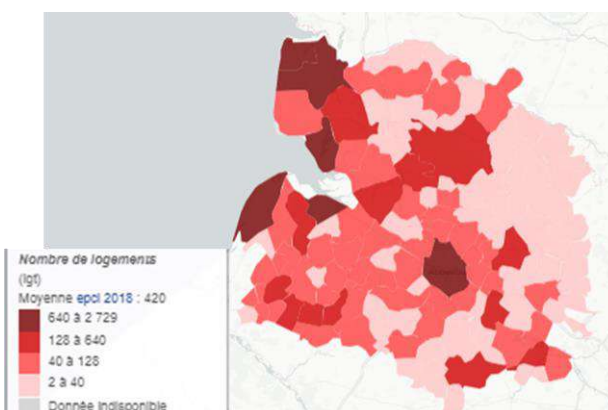 Nombre de logements
(lgt)
Moyenne epci 2018 : 420
640 à 2 729
128 à 640
40 à 128
2 à 40
Donnée indisponible